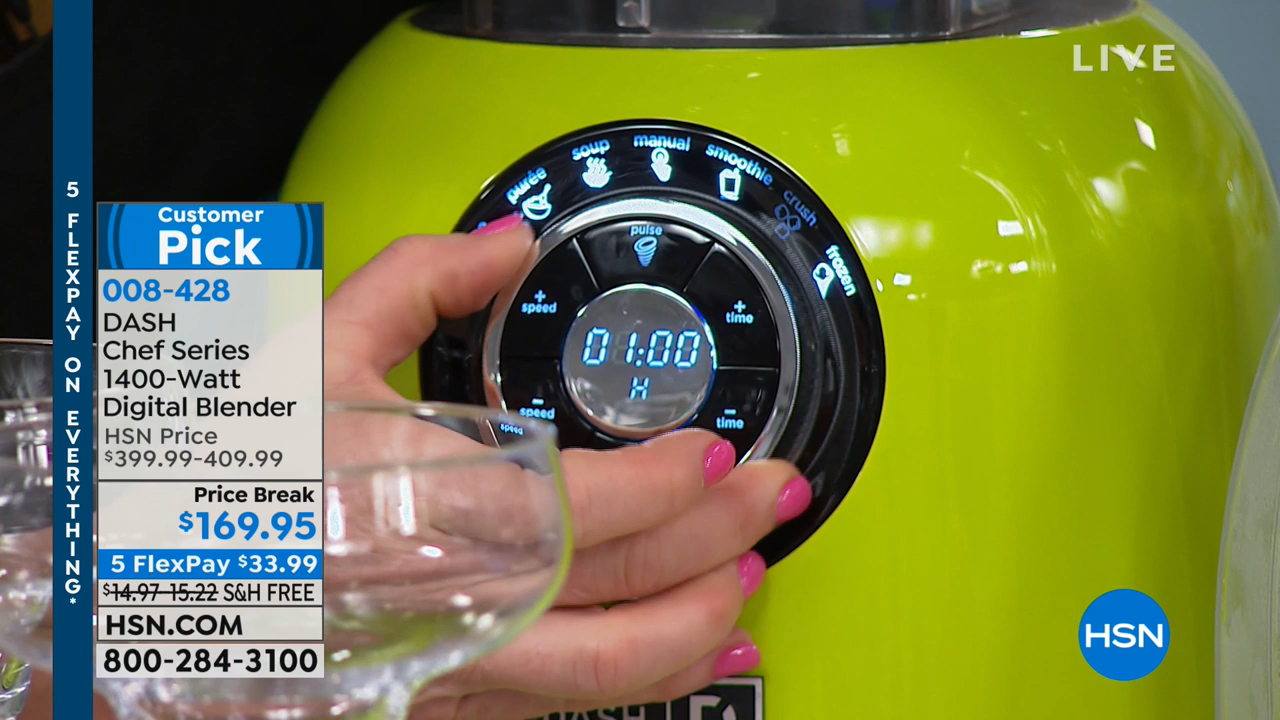 5 FLEXPAY ON EVERYTHING*
Customer
Pick
008-428
DASH
Chef Series
1400-Watt
Digital Blender
HSN Price
$399.99-409.99
Price Break
$169.95
5 FlexPay $33.99
$14.97-15.22 S&H FREE
HSN.COM
800-284-3100
LIVE
purée
soup
manual
smoothie
crush
frozen
pulse
+
speed
+
time
01:00
H
-
speed
-
time
speed
HSN
DASH